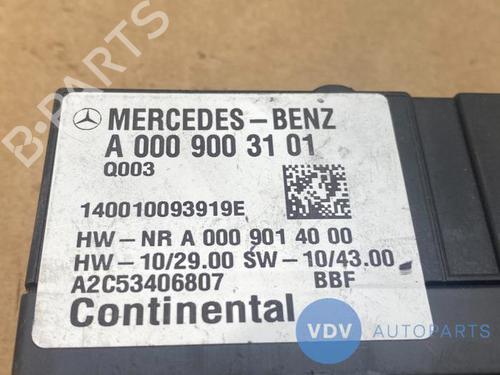 MERCEDES-BENZ
A 000 900 31 01
Q003
140010093919E
HW-NR A 000 901 40 00
HW-10/29.00 SW-10/43.00
A2C53406807 BBF
Continental
B-PARTS
VDV AUTOPARTS